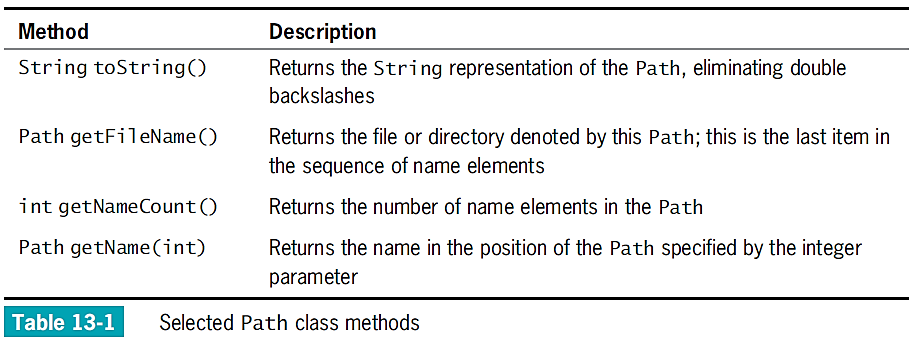 Method Description
String toString() Returns the String representation of the Path, eliminating double
backslashes
Path getFileName() Returns the file or directory denoted by this Path; this is the last item in
the sequence of name elements
int getNameCount() Returns the number of name elements in the Path
Path getName(int) Returns the name in the position of the Path specified by the integer
parameter
Table 13-1 Selected Path class methods